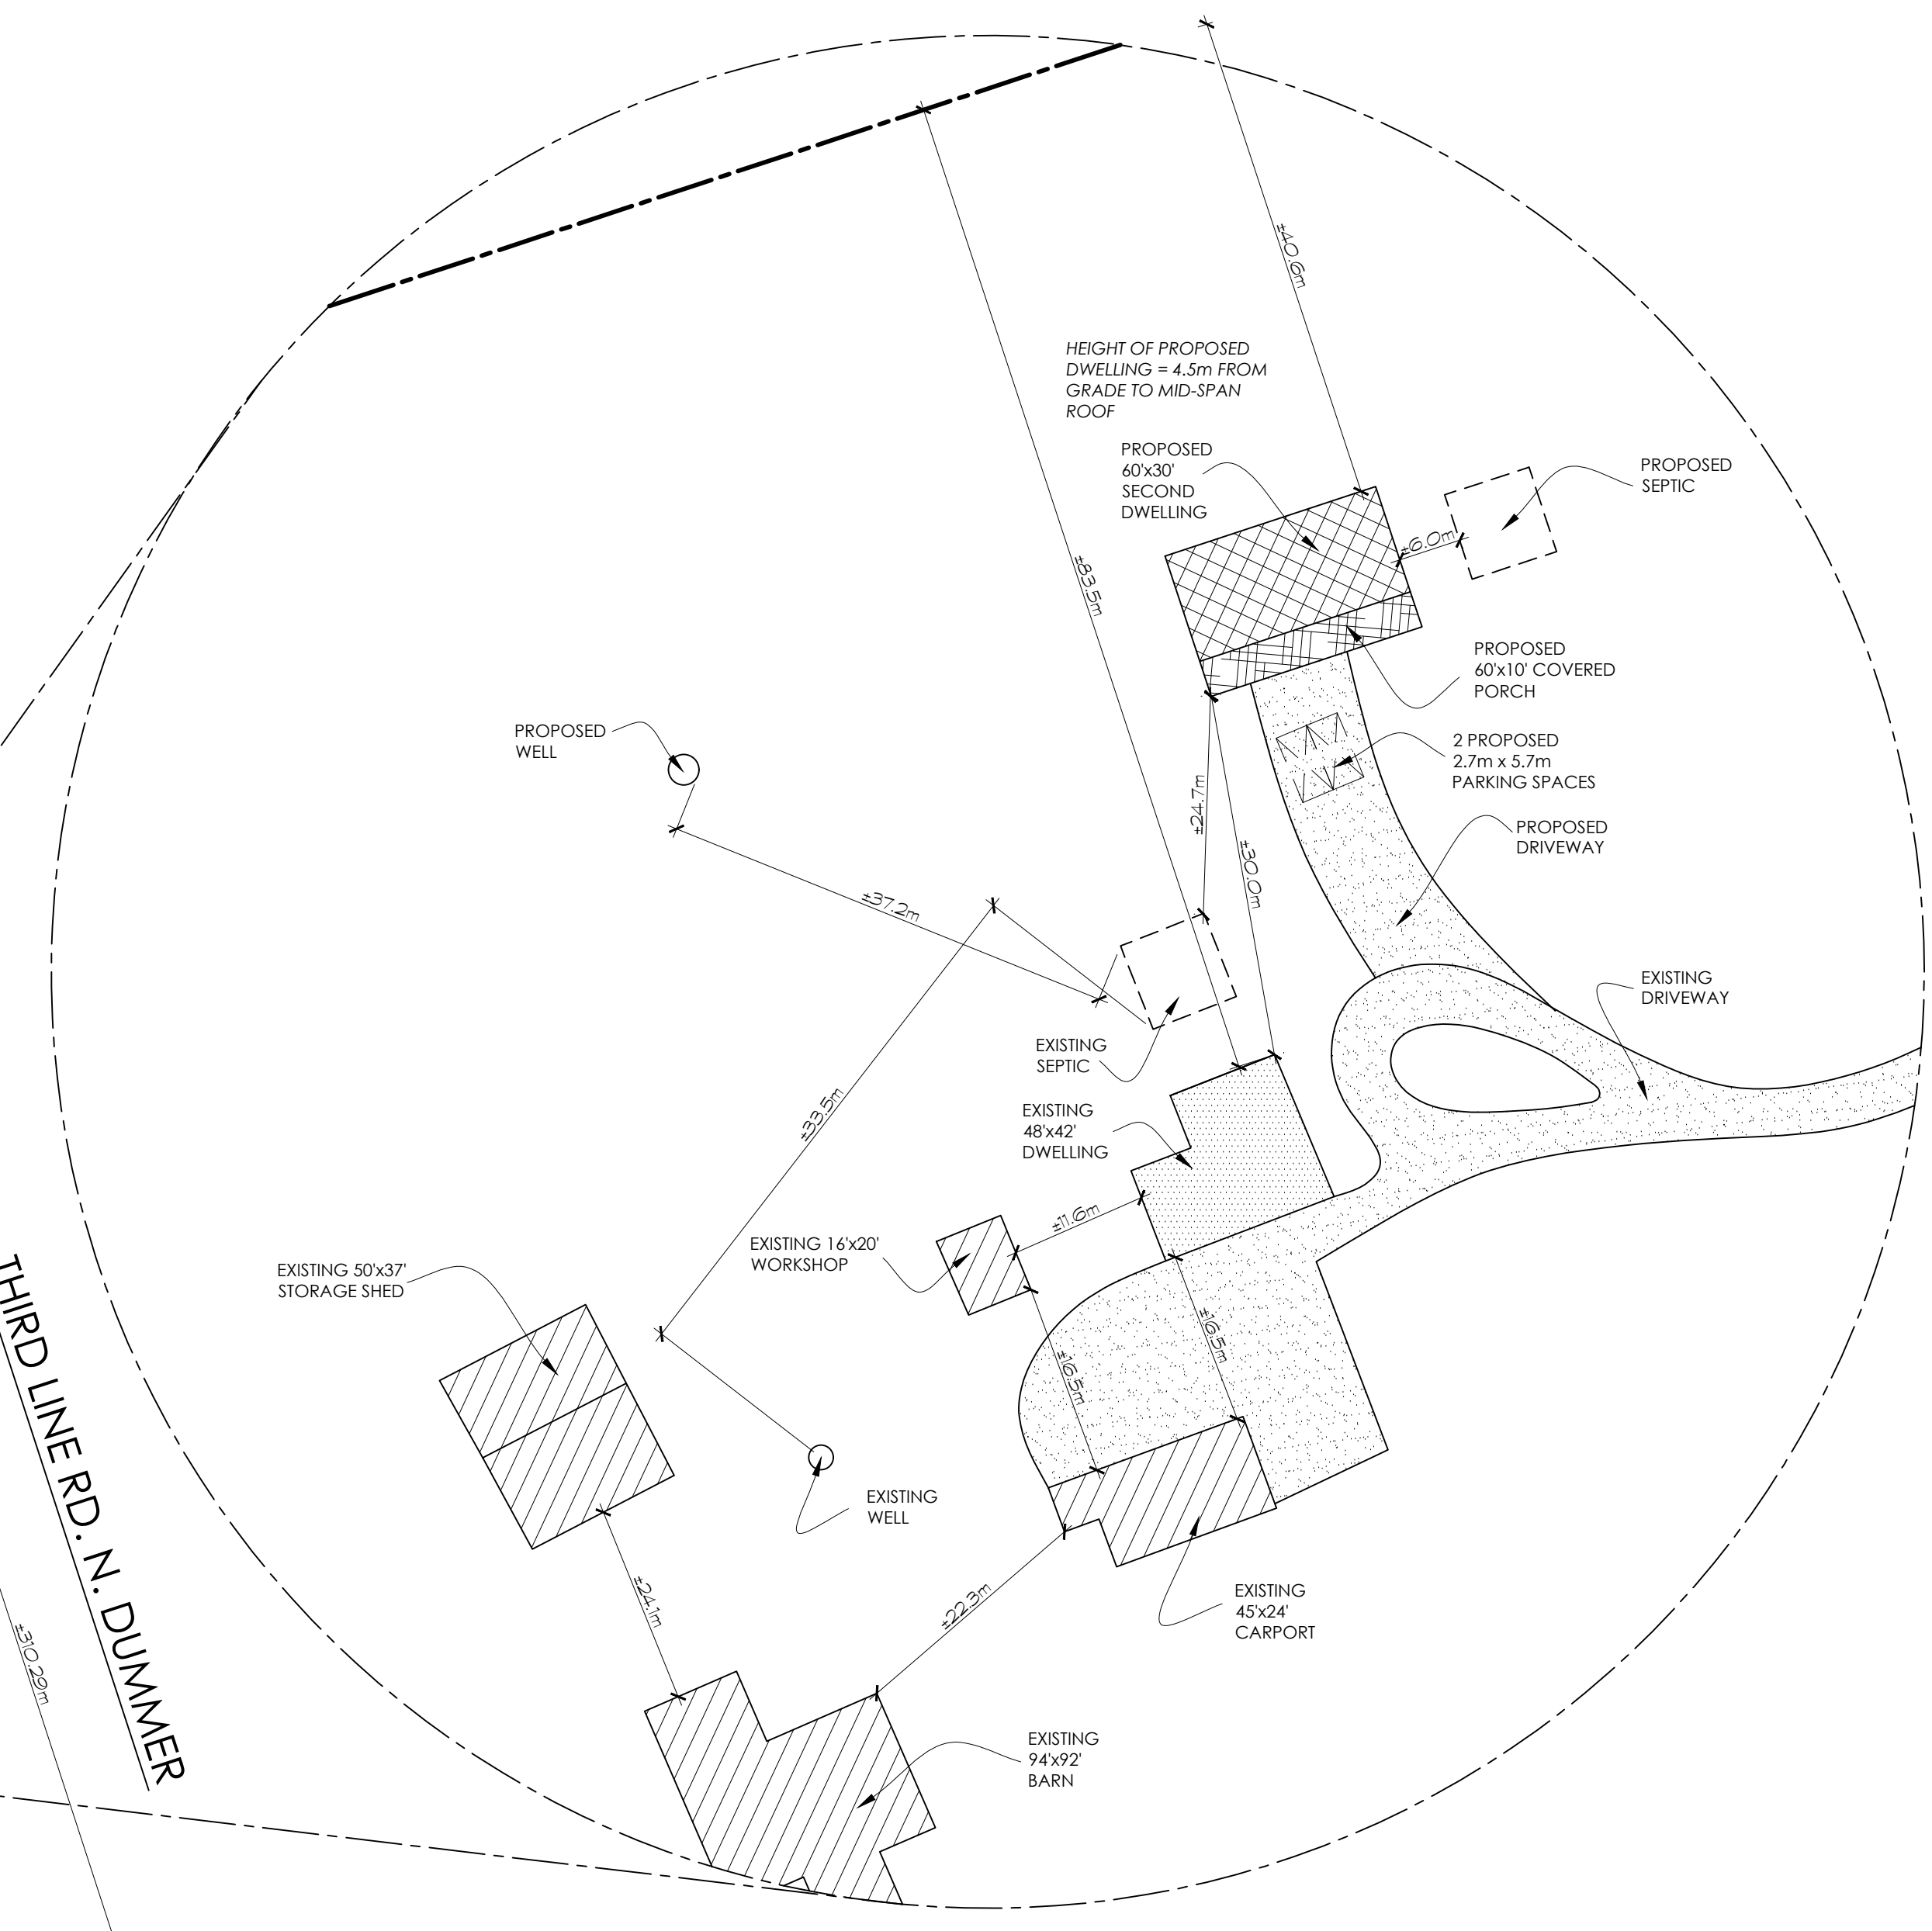 ±40.6m
HEIGHT OF PROPOSED
DWELLING = 4.5m FROM
GRADE TO MID-SPAN
ROOF
PROPOSED
60'x30'
SECOND
DWELLING
PROPOSED
SEPTIC
±6.0m
±83.5m
PROPOSED
60'x10' COVERED
PORCH
PROPOSED
WELL
2 PROPOSED
2.7m x 5.7m
PARKING SPACES
±24.7m
±30.0m
PROPOSED
DRIVEWAY
±37.2m
EXISTING
DRIVEWAY
EXISTING
SEPTIC
±33.5m
EXISTING
48'x42'
DWELLING
±11.6m
EXISTING 16'x20'
WORKSHOP
EXISTING 50'x37'
STORAGE SHED
±16.5m
±16.5m
THIRD LINE RD. N. DUMMER
EXISTING
WELL
±24.1m
±22.3m
EXISTING
45'x24'
CARPORT
±310.29m
EXISTING
94'x92'
BARN